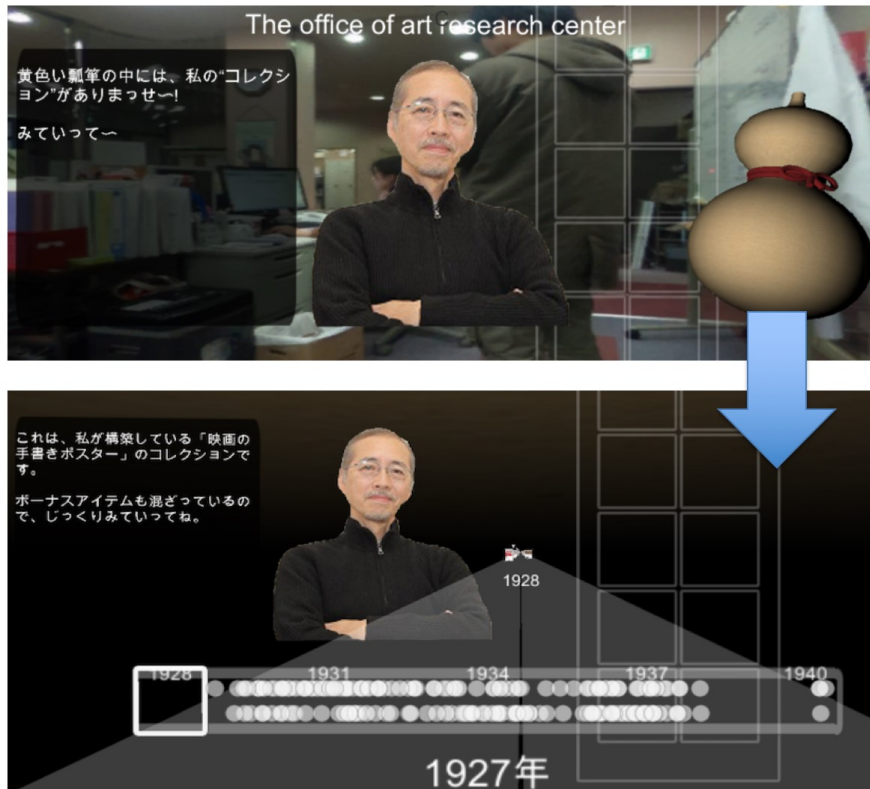 The office of art research center
黄色い瓢箪の中には、私の“コレクシ
ョン”がありまっせ〜!
みていって〜
これは、私が構築している「映画の
手書きポスター」のコレクションで
す。
ボーナスアイテムも混ざっているの
で、じっくりみていってね。
1928
1928 1931 1934 1937 1940
1927年